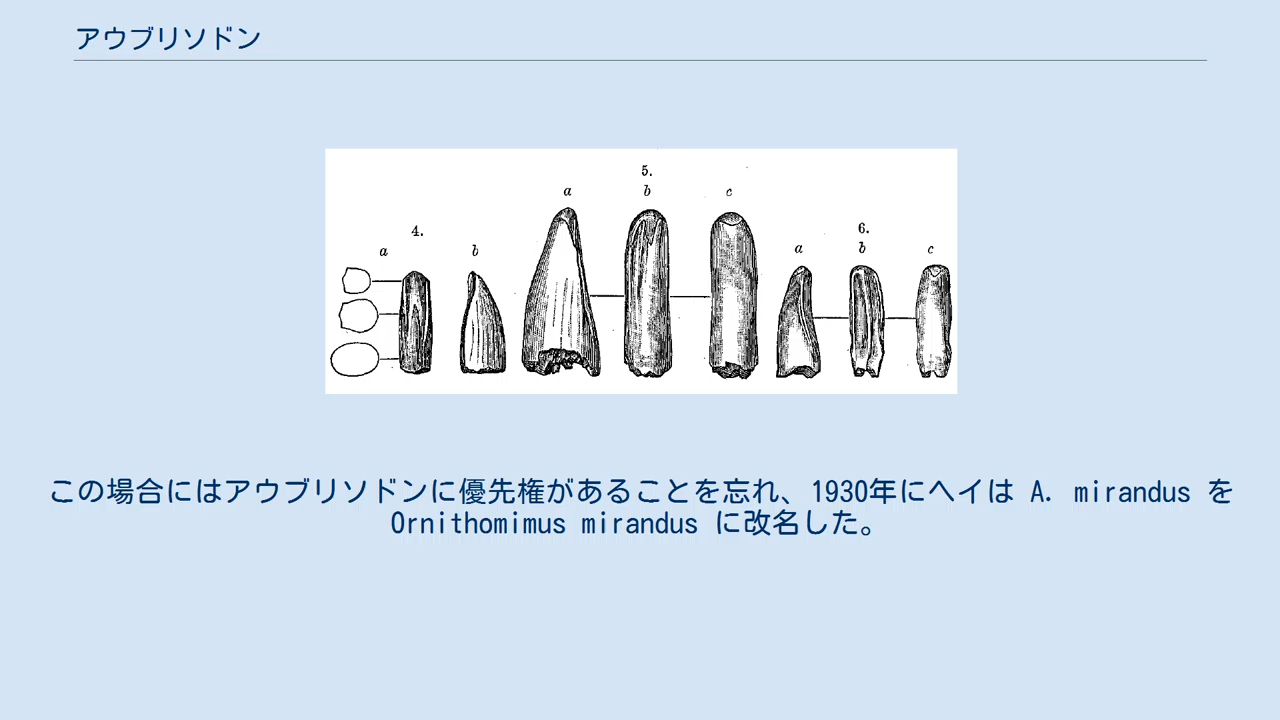 アウブリソドン
5.
a b c
4.
a b
6.
a b c
この場合にはアウブリソドンに優先権があることを忘れ、1930年にヘイは A. mirandus を
Ornithomimus mirandus に改名した。